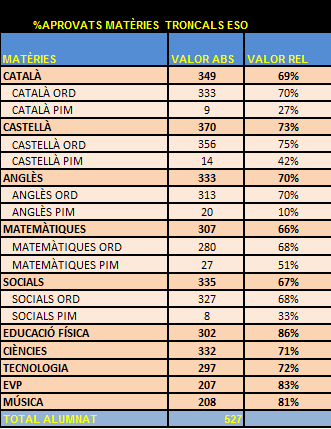 %APROVATS MATÈRIES TRONCALS ESO
MATÈRIES VALOR ABS VALOR REL
CATALÀ 349 69%
CATALÀ ORD 333 70%
CATALÀ PIM 9 27%
CASTELLÀ 370 73%
CASTELLÀ ORD 356 75%
CASTELLÀ PIM 14 42%
ANGLÈS 333 70%
ANGLÈS ORD 313 70%
ANGLÈS PIM 20 10%
MATEMÀTIQUES 307 66%
MATEMÀTIQUES ORD 280 68%
MATEMÀTIQUES PIM 27 51%
SOCIALS 335 67%
SOCIALS ORD 327 68%
SOCIALS PIM 8 33%
EDUCACIÓ FÍSICA 302 86%
CIÈNCIES 332 71%
TECNOLOGIA 297 72%
EVP 207 83%
MÚSICA 208 81%
TOTAL ALUMNAT 527